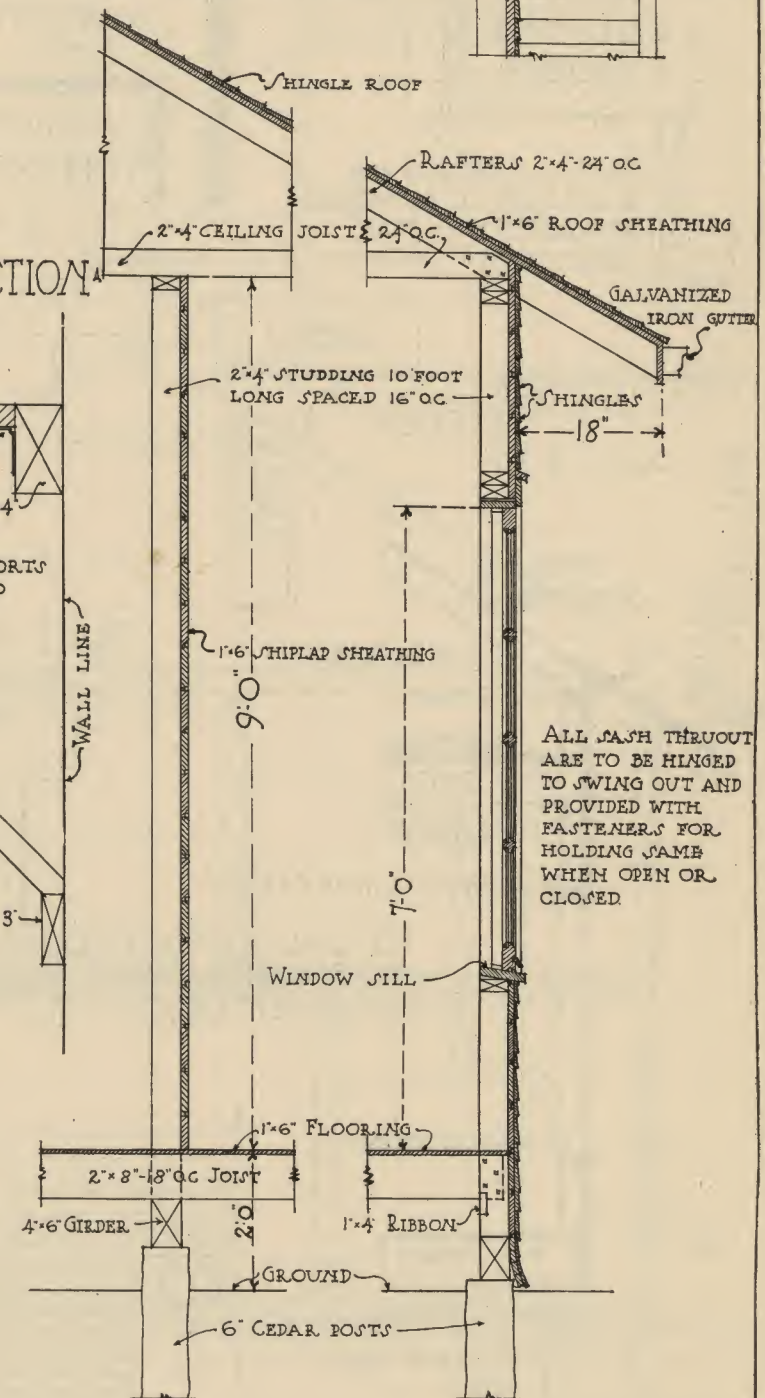 SHINGLE ROOF
RAFTERS 2"×4"-24" O.C.
1"×6" ROOF SHEATHING
2"×4" CEILING JOIST 24" O.C.
GALVANIZED
IRON GUTTER
2"×4" STUDDING 10 FOOT
LONG SPACED 16" O.C.
SHINGLES
18"
WALL LINE
1"×6" SHIPLAP SHEATHING
9'-0"
7'-0"
ALL SASH THRUOUT
ARE TO BE HINGED
TO SWING OUT AND
PROVIDED WITH
FASTENERS FOR
HOLDING SAME
WHEN OPEN OR
CLOSED
3"
WINDOW SILL
1"×6" FLOORING
2"×8"-18" O.C. JOIST
4"×6" GIRDER
2'-0"
1"×4" RIBBON
GROUND
6" CEDAR POSTS